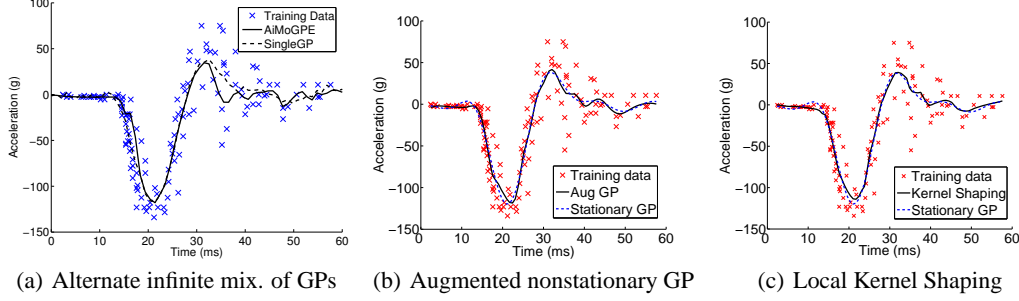 100
50
0
−50
−100
−150
Acceleration (g)
0 10 20 30 40 50 60
Time (ms)
Training Data
AiMoGPE
SingleGP
(a) Alternate infinite mix. of GPs
100
50
0
−50
−100
−150
Acceleration (g)
0 10 20 30 40 50 60
Time (ms)
Training data
Aug GP
Stationary GP
(b) Augmented nonstationary GP
100
50
0
−50
−100
−150
Acceleration (g)
0 10 20 30 40 50 60
Time (ms)
Training data
Kernel Shaping
Stationary GP
(c) Local Kernel Shaping